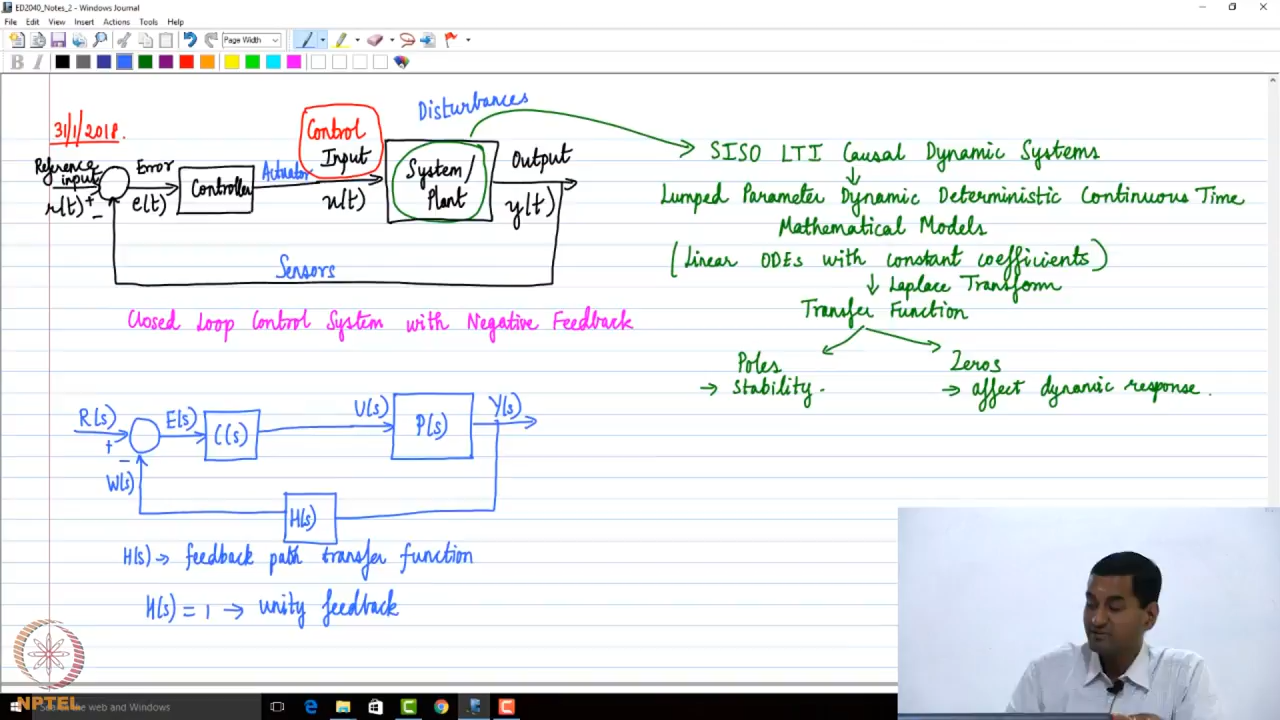 ED2040_Notes_2 - Windows Journal
File Edit View Insert Actions Tools Help
Page Width
B I
31/1/2018.
Disturbances
Control Input
Reference input
r(t)
+
−
Error
e(t)
Controller
Actuator
u(t)
System/ Plant
Output
y(t)
Sensors
Closed Loop Control System with Negative Feedback
SISO LTI Causal Dynamic Systems
↓
Lumped Parameter Dynamic Deterministic Continuous Time
Mathematical Models
(Linear ODEs with constant coefficients)
↓ Laplace Transform
Transfer Function
Poles
→ Stability.
Zeros
→ affect dynamic response.
R(s)
+
−
E(s)
C(s)
U(s)
P(s)
Y(s)
W(s)
H(s)
H(s) → feedback path transfer function
H(s) = 1 → unity feedback
NPTEL
Search the web and Windows